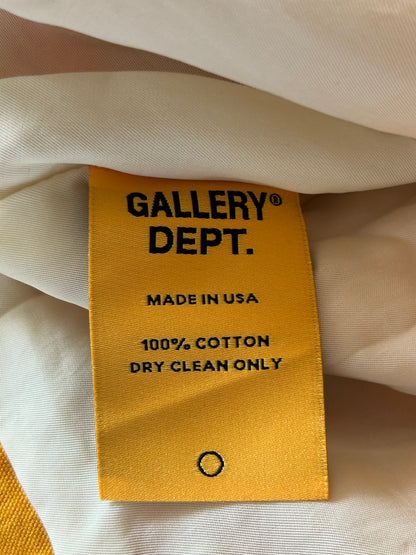 GALLERY®
DEPT.
MADE IN USA
100% COTTON
DRY CLEAN ONLY